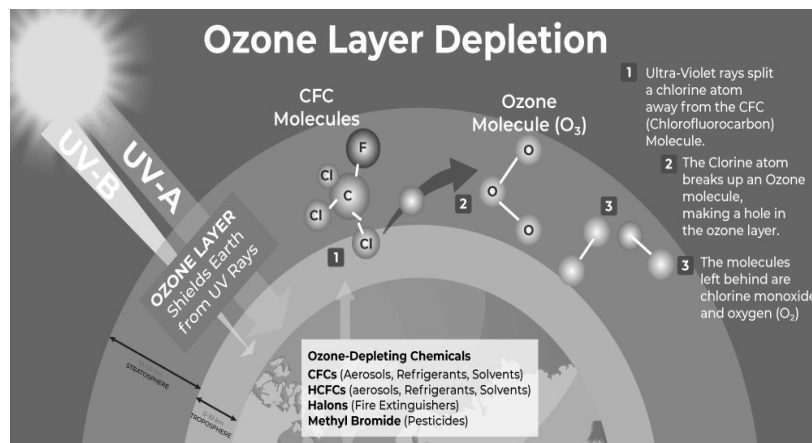 Ozone Layer Depletion
UV-B
UV-A
OZONE LAYER
Shields Earth
from UV Rays
CFC
Molecules
F
Cl
C
Cl
Cl
1
Ozone
Molecule (O₃)
O
O
O
2
3
1 Ultra-Violet rays split
a chlorine atom
away from the CFC
(Chlorofluorocarbon)
Molecule.
2 The Clorine atom
breaks up an Ozone
molecule,
making a hole in
the ozone layer.
3 The molecules
left behind are
chlorine monoxide
and oxygen (O₂)
STRATOSPHERE
TROPOSPHERE
Ozone-Depleting Chemicals
CFCs (Aerosols, Refrigerants, Solvents)
HCFCs (aerosols, Refrigerants, Solvents)
Halons (Fire Extinguishers)
Methyl Bromide (Pesticides)